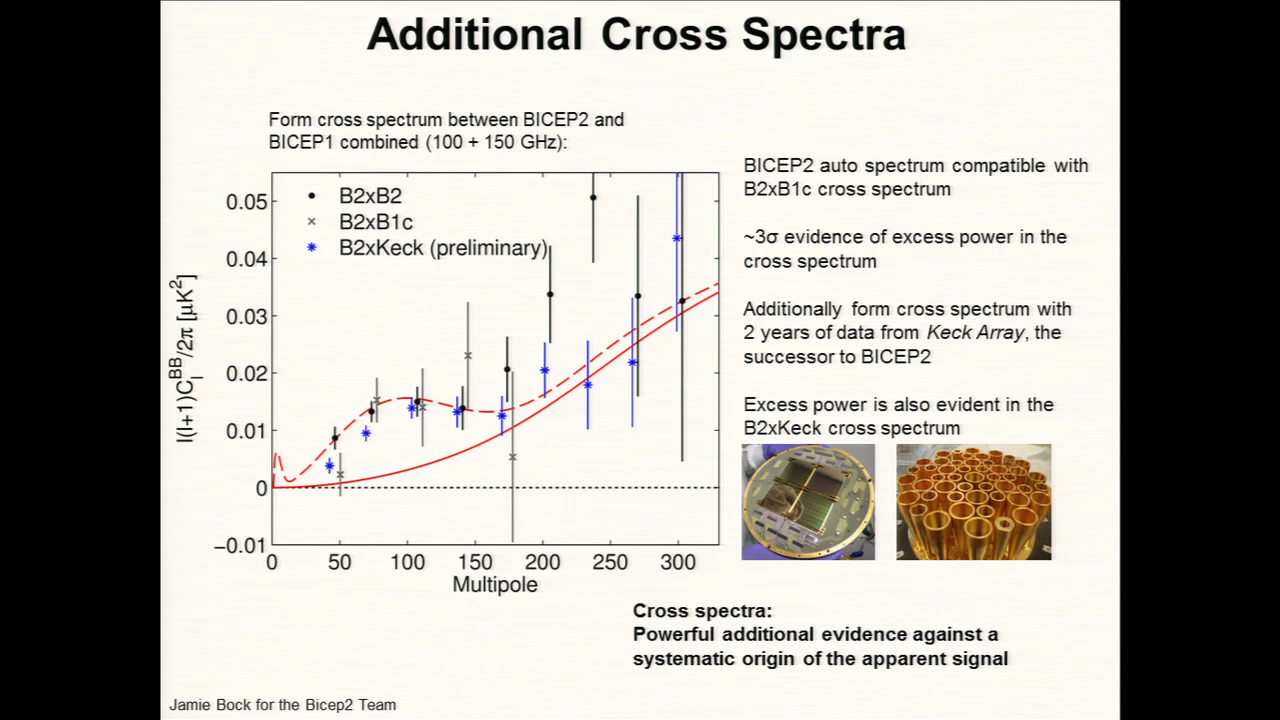 Additional Cross Spectra
Form cross spectrum between BICEP2 and
BICEP1 combined (100 + 150 GHz):
B2xB2
B2xB1c
B2xKeck (preliminary)
0.05
0.04
0.03
0.02
0.01
0
−0.01
l(l+1)C_l^BB/2π [μK²]
0 50 100 150 200 250 300
Multipole
BICEP2 auto spectrum compatible with
B2xB1c cross spectrum
~3σ evidence of excess power in the
cross spectrum
Additionally form cross spectrum with
2 years of data from Keck Array, the
successor to BICEP2
Excess power is also evident in the
B2xKeck cross spectrum
Cross spectra:
Powerful additional evidence against a
systematic origin of the apparent signal
Jamie Bock for the Bicep2 Team